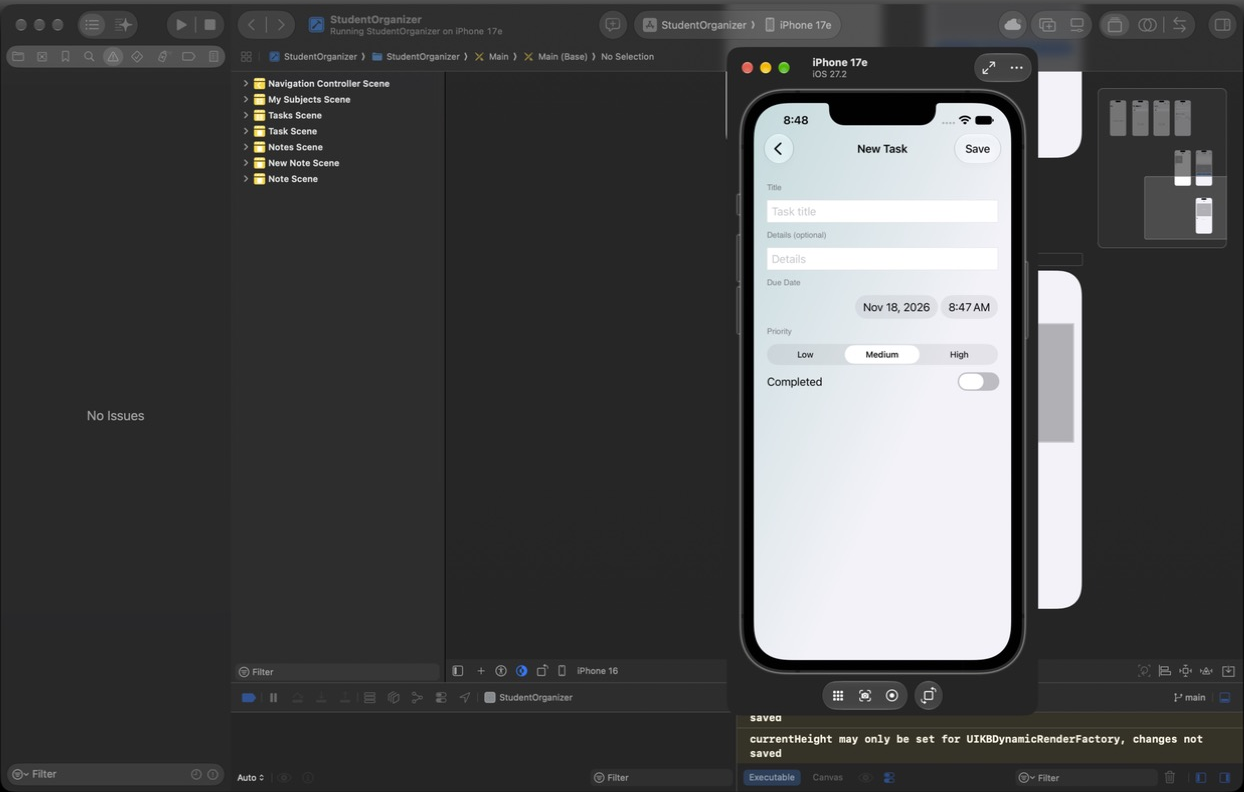 StudentOrganizer
Running StudentOrganizer on iPhone 17e
StudentOrganizer
iPhone 17e
StudentOrganizer
StudentOrganizer
Main
Main (Base)
No Selection
Navigation Controller Scene
My Subjects Scene
Tasks Scene
Task Scene
Notes Scene
New Note Scene
Note Scene
No Issues
iPhone 17e
iOS 27.2
8:48
New Task
Save
Title
Task title
Details (optional)
Details
Due Date
Nov 18, 2026
8:47 AM
Priority
Low
Medium
High
Completed
Filter
iPhone 16
StudentOrganizer
main
saved
currentHeight may only be set for UIKBDynamicRenderFactory, changes not
saved
Filter
Auto
Filter
Executable
Canvas
Filter